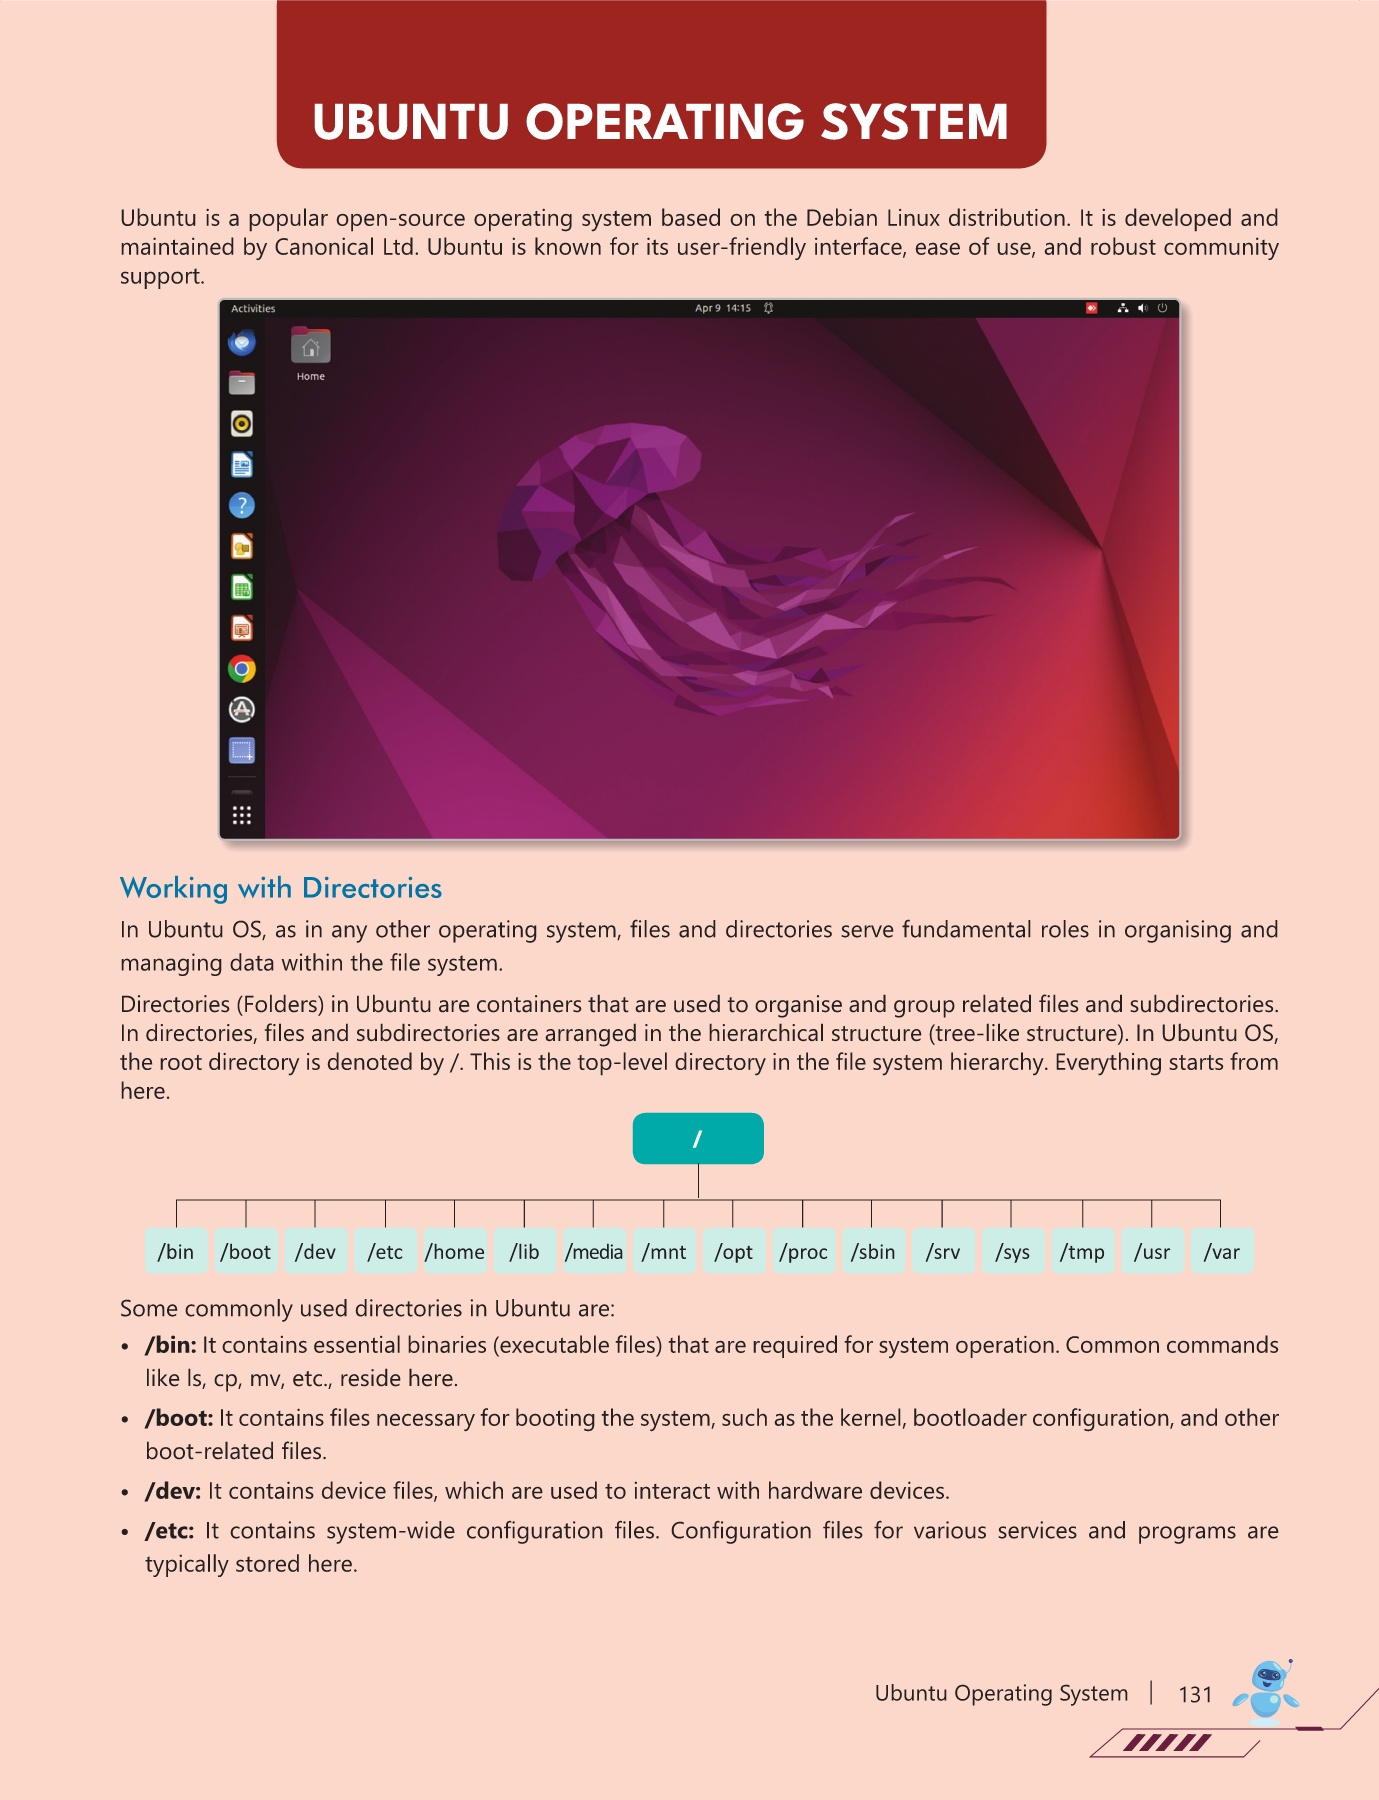 UBUNTU OPERATING SYSTEM
Ubuntu is a popular open-source operating system based on the Debian Linux distribution. It is developed and
maintained by Canonical Ltd. Ubuntu is known for its user-friendly interface, ease of use, and robust community
support.
Activities
Apr 9 14:15
Home
Working with Directories
In Ubuntu OS, as in any other operating system, files and directories serve fundamental roles in organising and
managing data within the file system.
Directories (Folders) in Ubuntu are containers that are used to organise and group related files and subdirectories.
In directories, files and subdirectories are arranged in the hierarchical structure (tree-like structure). In Ubuntu OS,
the root directory is denoted by /. This is the top-level directory in the file system hierarchy. Everything starts from
here.
/
/bin /boot /dev /etc /home /lib /media /mnt /opt /proc /sbin /srv /sys /tmp /usr /var
Some commonly used directories in Ubuntu are:
• /bin: It contains essential binaries (executable files) that are required for system operation. Common commands
like ls, cp, mv, etc., reside here.
• /boot: It contains files necessary for booting the system, such as the kernel, bootloader configuration, and other
boot-related files.
• /dev: It contains device files, which are used to interact with hardware devices.
• /etc: It contains system-wide configuration files. Configuration files for various services and programs are
typically stored here.
Ubuntu Operating System | 131